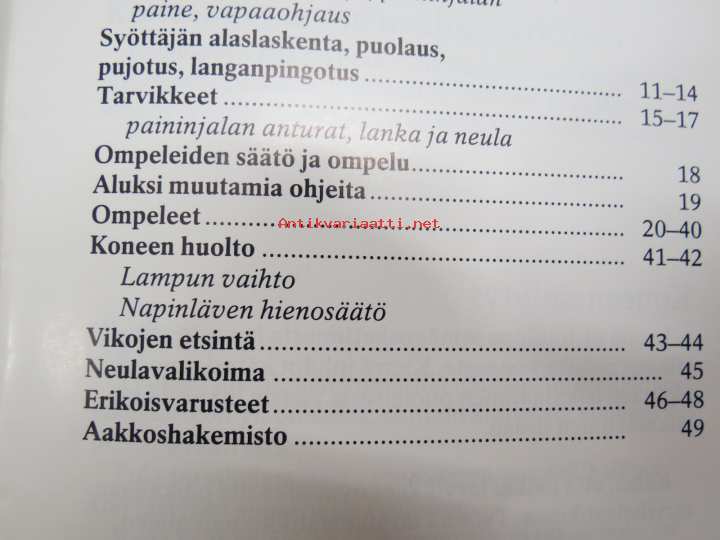 paine, vapaaohjaus
Syöttäjän alaslaskenta, puolaus,
pujotus, langanpingotus ........ 11–14
Tarvikkeet ........ 15–17
paininjalan anturat, lanka ja neula
Ompeleiden säätö ja ompelu ........ 18
Aluksi muutamia ohjeita ........ 19
Ompeleet ........ 20–40
Antikvariaatti.net
Koneen huolto ........ 41–42
Lampun vaihto
Napinläven hienosäätö
Vikojen etsintä ........ 43–44
Neulavalikoima ........ 45
Erikoisvarusteet ........ 46–48
Aakkoshakemisto ........ 49